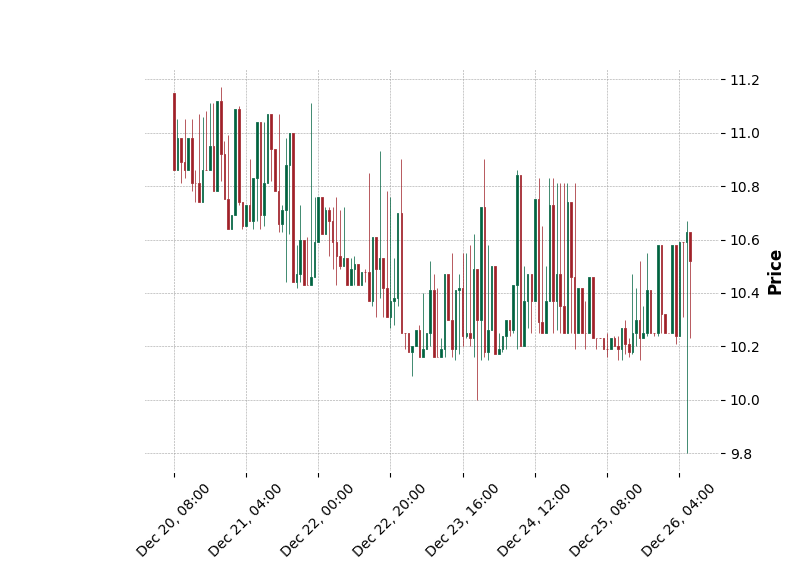 11.2
11.0
10.8
10.6
10.4
10.2
10.0
9.8
Price
Dec 20, 08:00
Dec 21, 04:00
Dec 22, 00:00
Dec 22, 20:00
Dec 23, 16:00
Dec 24, 12:00
Dec 25, 08:00
Dec 26, 04:00